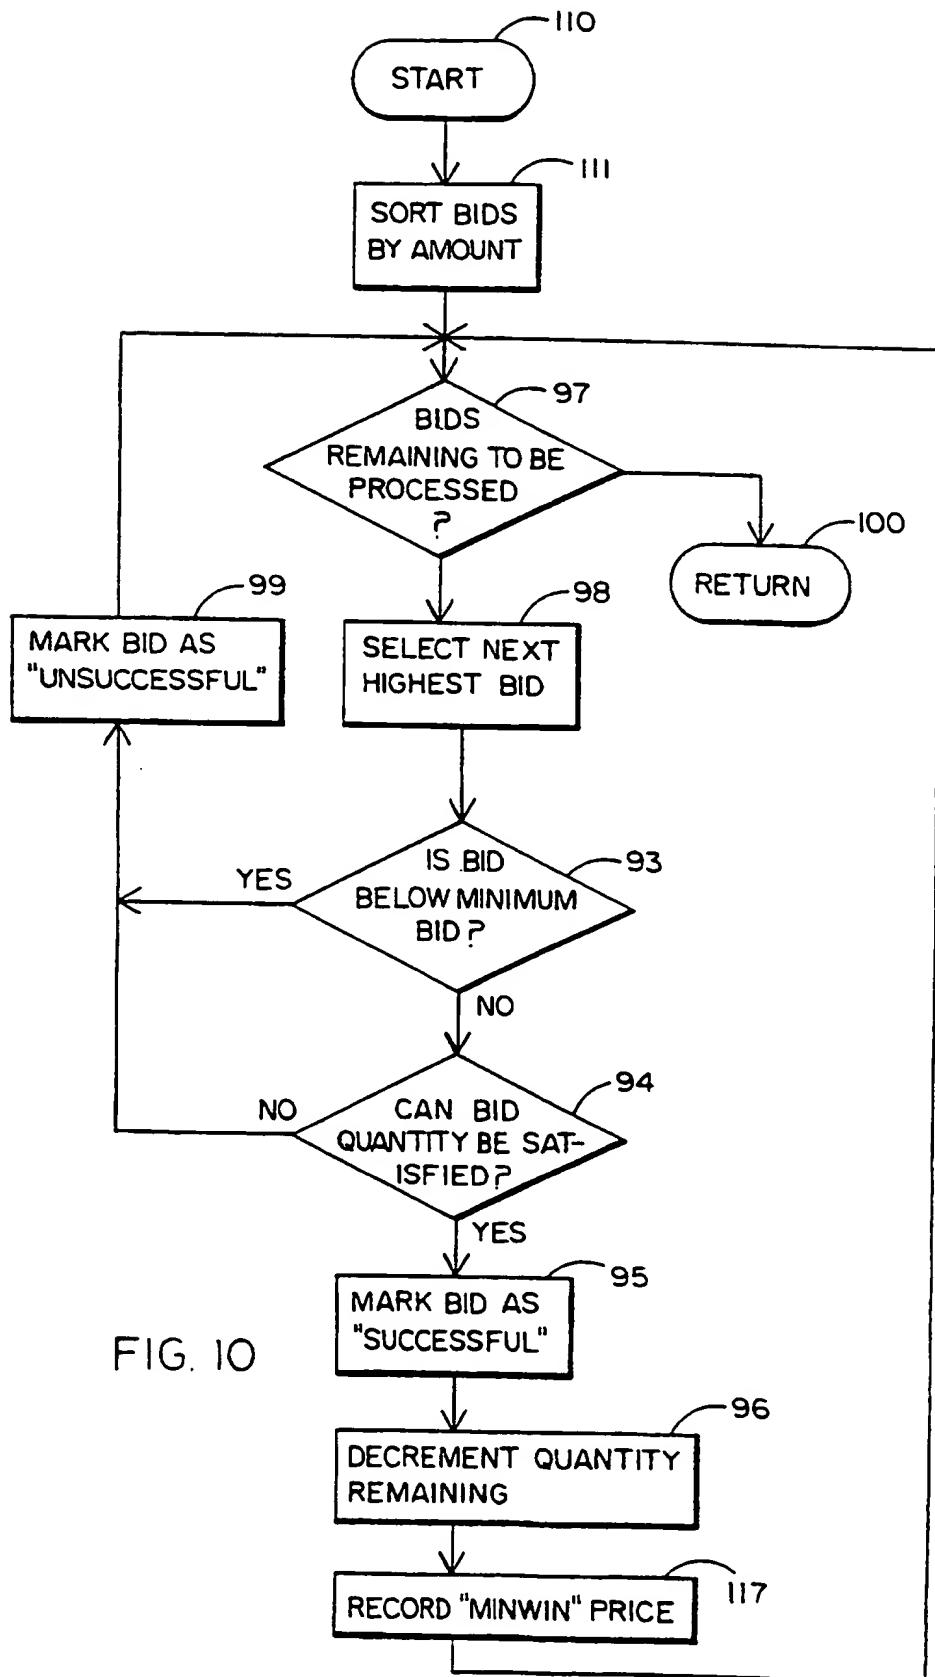 110
START
111
SORT BIDS
BY AMOUNT
97
BIDS
REMAINING TO BE
PROCESSED
?
100
RETURN
99
MARK BID AS
"UNSUCCESSFUL"
98
SELECT NEXT
HIGHEST BID
93
YES
IS BID
BELOW MINIMUM
BID?
NO
94
NO
CAN BID
QUANTITY BE SAT-
ISFIED?
YES
95
MARK BID AS
"SUCCESSFUL"
FIG. 10
96
DECREMENT QUANTITY
REMAINING
117
RECORD "MINWIN" PRICE